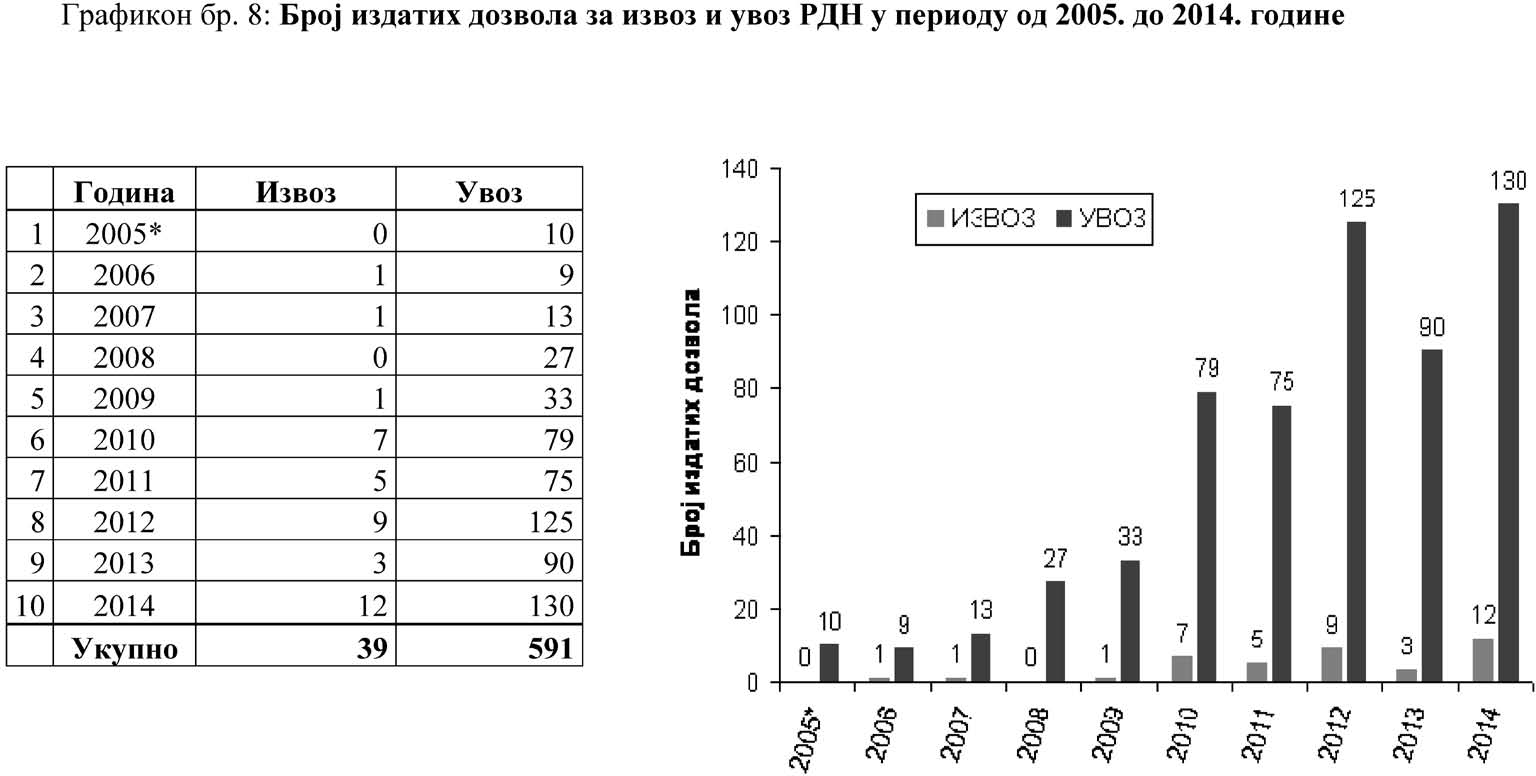 Графикон бр. 8: Број издатих дозвола за извоз и увоз РДН у периоду од 2005. до 2014. године
Година Извоз Увоз
1 2005* 0 10
2 2006 1 9
3 2007 1 13
4 2008 0 27
5 2009 1 33
6 2010 7 79
7 2011 5 75
8 2012 9 125
9 2013 3 90
10 2014 12 130
Укупно 39 591
Број издатих дозвола
140
120
100
80
60
40
20
0
ИЗВОЗ УВОЗ
0 10 1 9 1 13 0 27 1 33 7 79 5 75 9 125 3 90 12 130
2005* 2006 2007 2008 2009 2010 2011 2012 2013 2014